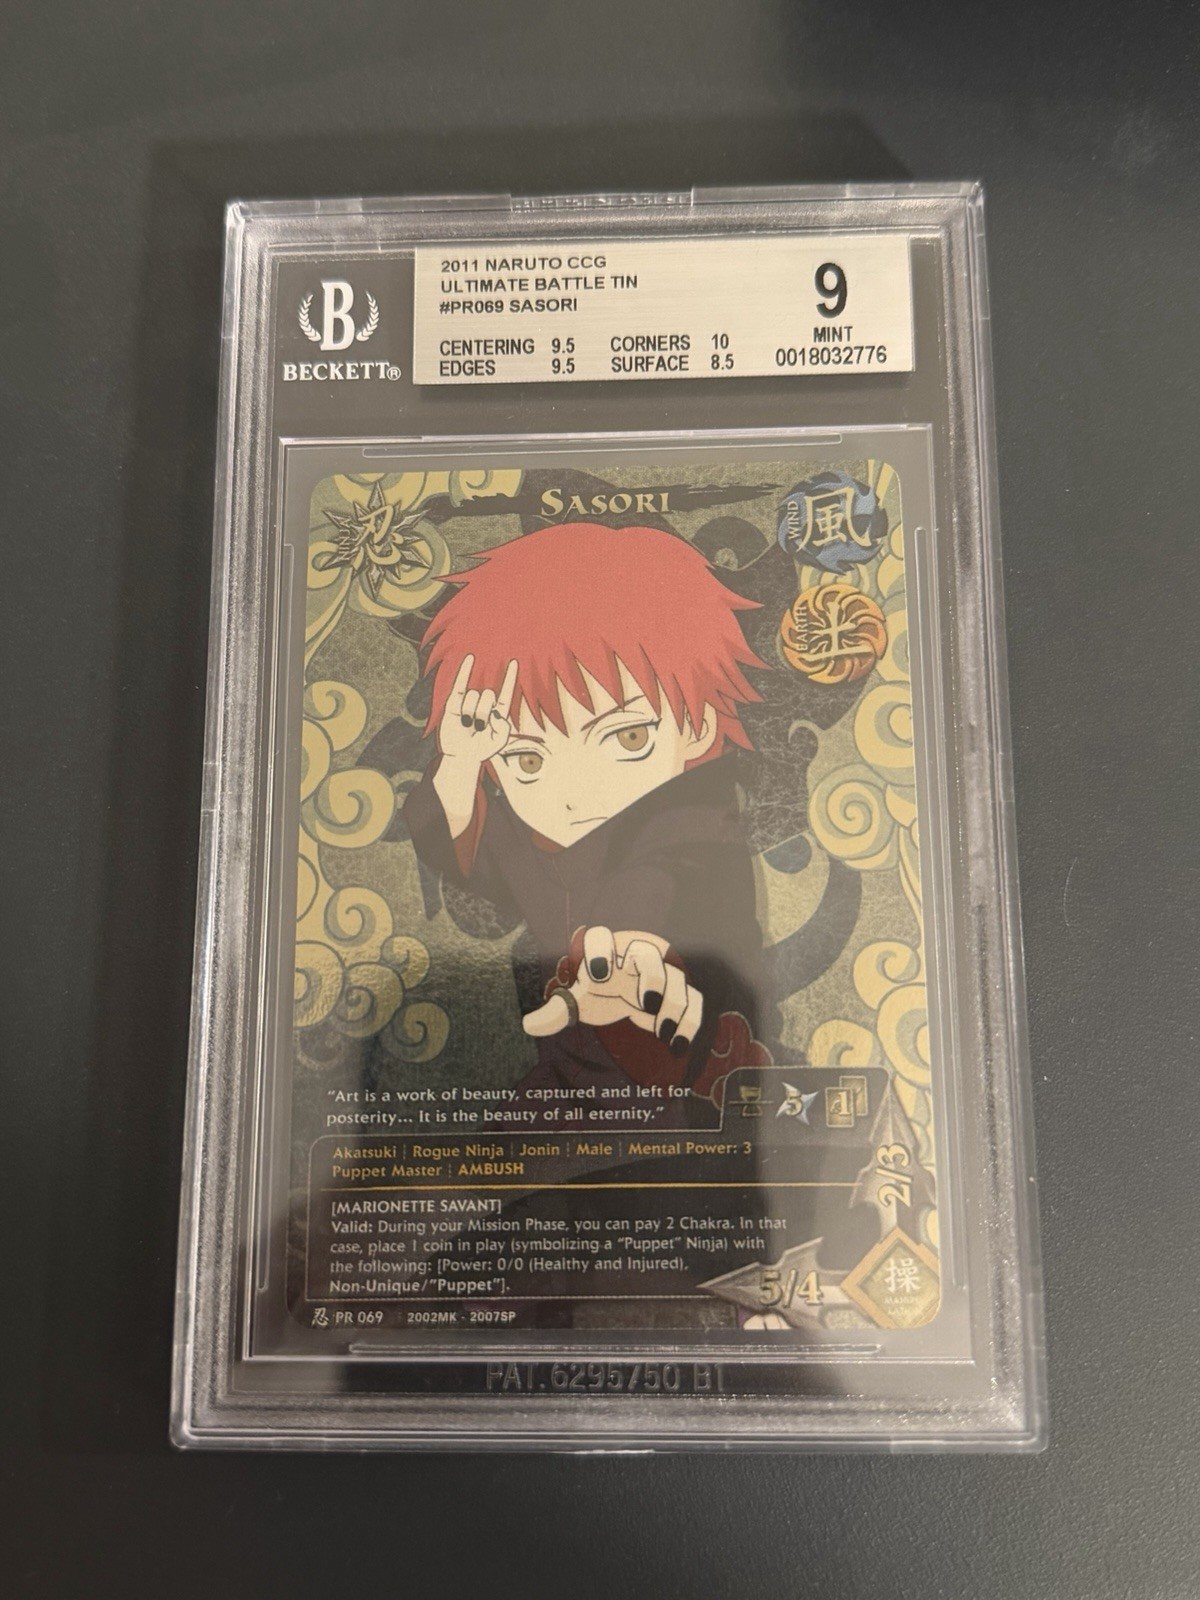 2011 NARUTO CCG
ULTIMATE BATTLE TIN
#PR069 SASORI
9
MINT
0018032776
CENTERING 9.5 CORNERS 10
EDGES 9.5 SURFACE 8.5
B
BECKETT®
SASORI
NINJA
忍
WIND
風
EARTH
土
"Art is a work of beauty, captured and left for
posterity... It is the beauty of all eternity."
5 1
Akatsuki ¦ Rogue Ninja ¦ Jonin ¦ Male ¦ Mental Power: 3
Puppet Master ¦ AMBUSH
2/3
[MARIONETTE SAVANT]
Valid: During your Mission Phase, you can pay 2 Chakra. In that
case, place 1 coin in play (symbolizing a "Puppet" Ninja) with
the following: [Power: 0/0 (Healthy and Injured),
Non-Unique/"Puppet"].
5/4
操
忍 PR 069 2002MK - 2007SP
PAT.6295750 B1